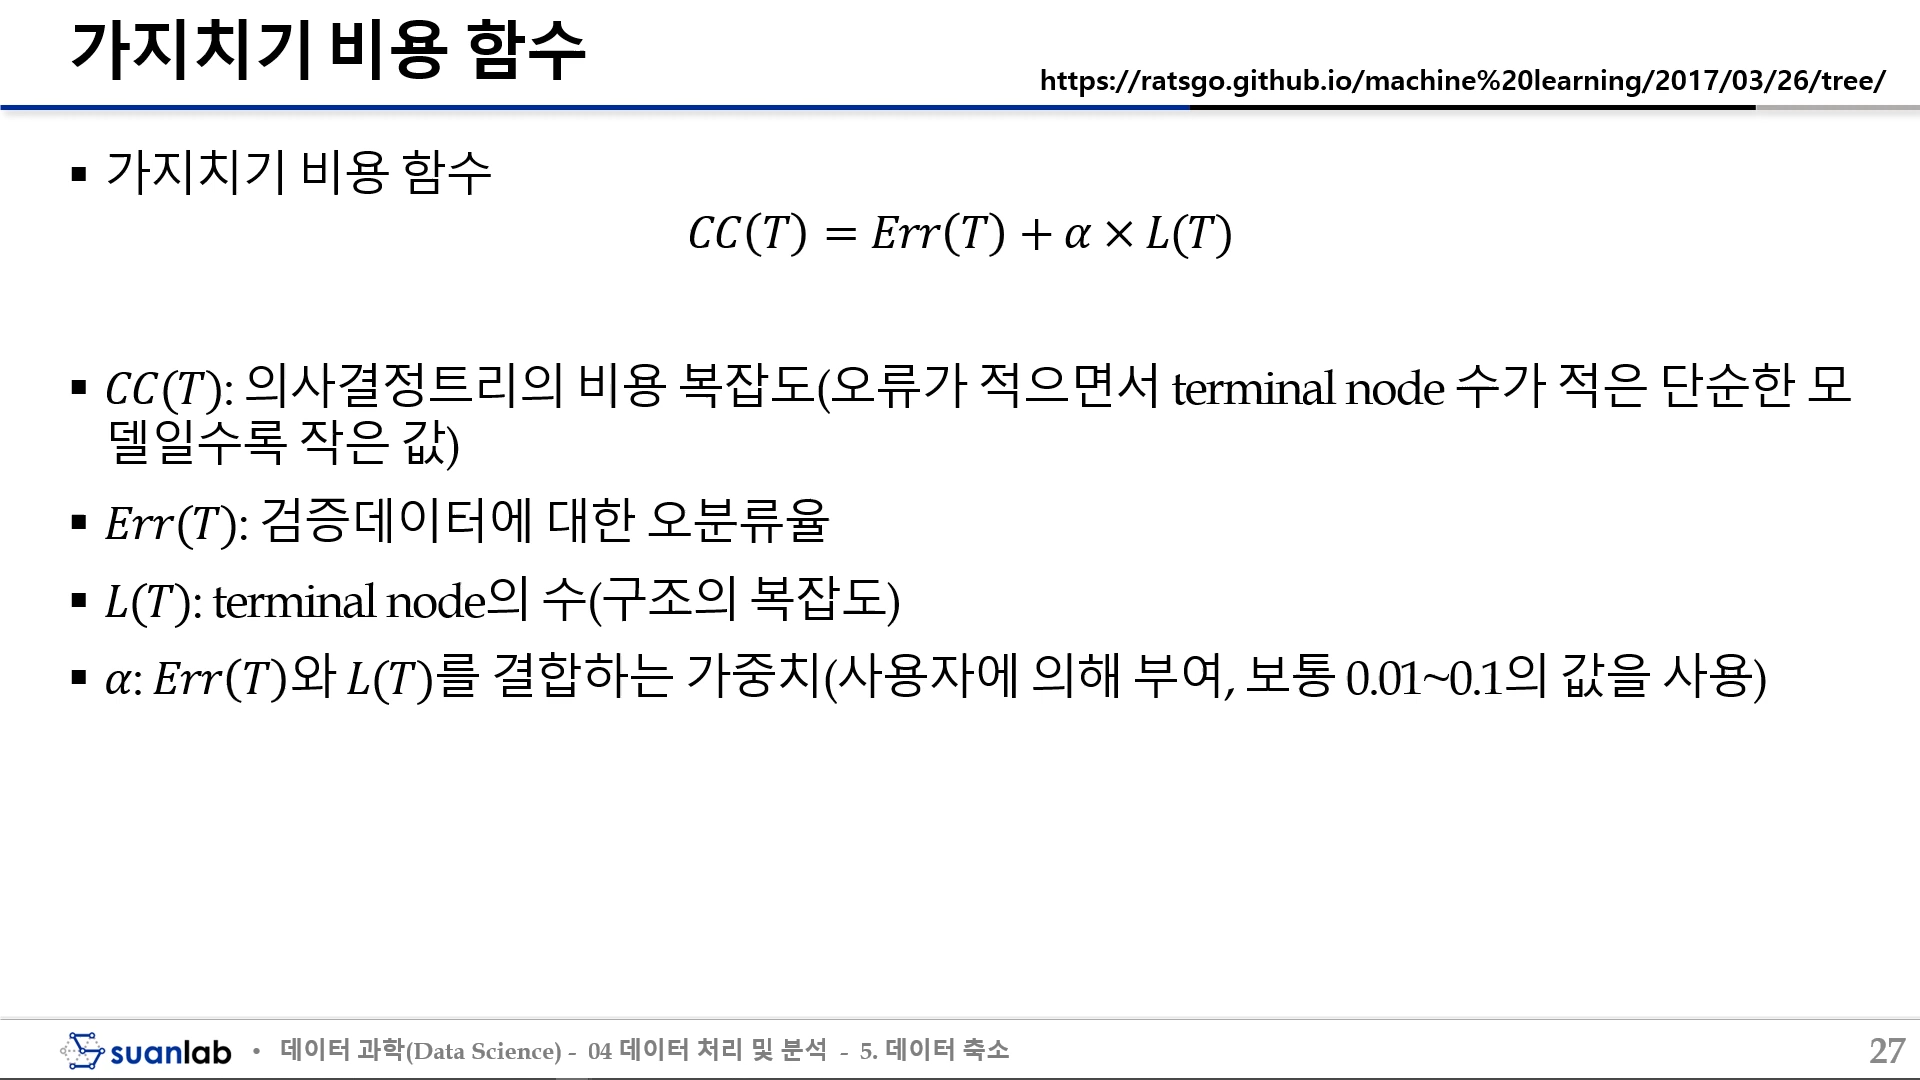 가지치기 비용 함수
https://ratsgo.github.io/machine%20learning/2017/03/26/tree/
▪ 가지치기 비용 함수
CC(T) = Err(T) + α × L(T)
▪ CC(T): 의사결정트리의 비용 복잡도(오류가 적으면서 terminal node 수가 적은 단순한 모
델일수록 작은 값)
▪ Err(T): 검증데이터에 대한 오분류율
▪ L(T): terminal node의 수(구조의 복잡도)
▪ α: Err(T)와 L(T)를 결합하는 가중치(사용자에 의해 부여, 보통 0.01~0.1의 값을 사용)
suanlab • 데이터 과학(Data Science) - 04 데이터 처리 및 분석 - 5. 데이터 축소
27